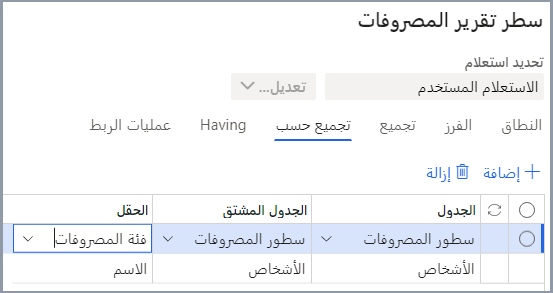 سطر تقرير المصروفات
تحديد استعلام
الاستعلام المستخدم تعديل...
النطاق الفرز تجميع تجميع حسب Having عمليات الربط
إضافة إزالة
الجدول الجدول المشتق الحقل
سطور المصروفات سطور المصروفات فئة المصروفات
الأشخاص الأشخاص الاسم